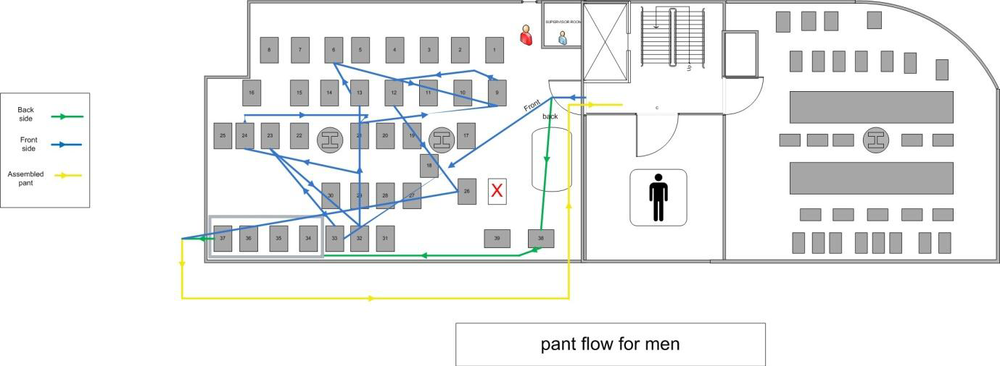 SUPERVISOR ROOM
8 7 6 5 4 3 2 1
Up
16 15 14 13 12 11 10 9
Front
back
C
Back
side
Front
side
Assembled
pant
25 24 23 22 21 20 19 17
18
30 29 28 27 26 X
37 36 35 34 33 32 31 39 38
pant flow for men